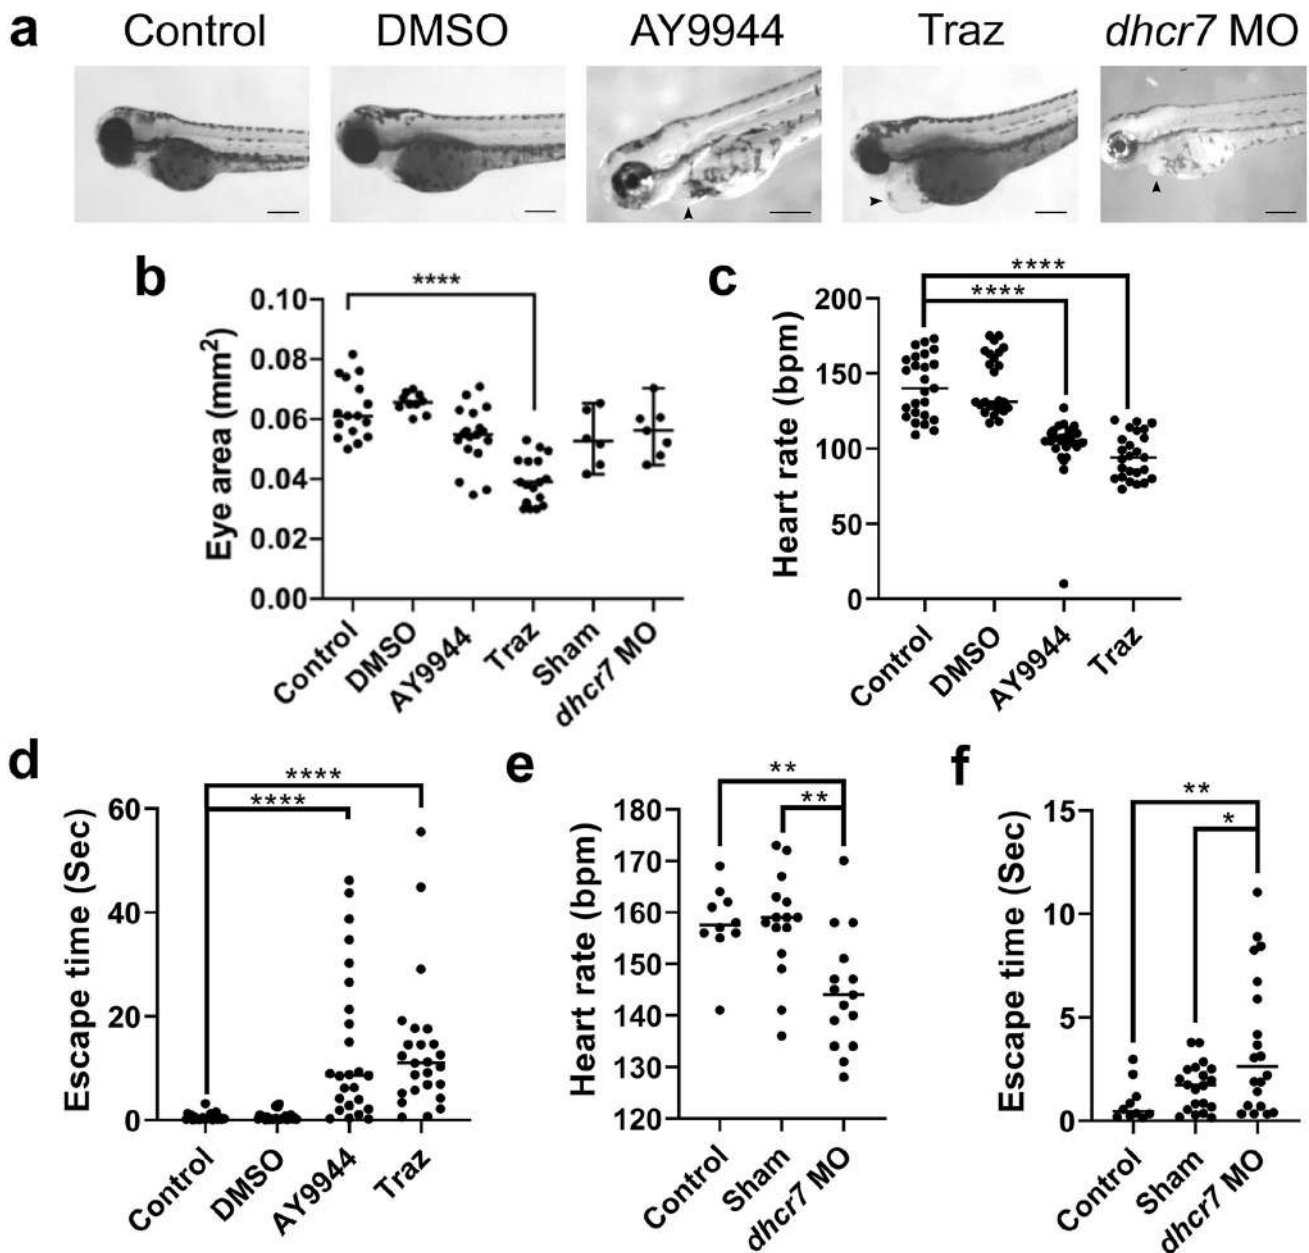 a Control DMSO AY9944 Traz dhcr7 MO
b
****
Eye area (mm²)
0.10
0.08
0.06
0.04
0.02
0.00
Control DMSO AY9944 Traz Sham dhcr7 MO
c
****
****
Heart rate (bpm)
200
150
100
50
0
Control DMSO AY9944 Traz
d
****
****
Escape time (Sec)
60
40
20
0
Control DMSO AY9944 Traz
e
**
**
Heart rate (bpm)
180
170
160
150
140
130
120
Control Sham dhcr7 MO
f
**
*
Escape time (Sec)
15
10
5
0
Control Sham dhcr7 MO